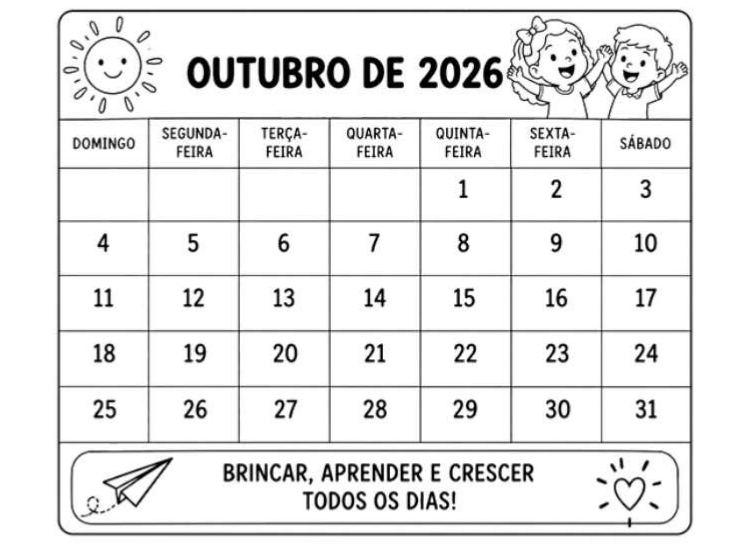 OUTUBRO DE 2026
DOMINGO SEGUNDA-FEIRA TERÇA-FEIRA QUARTA-FEIRA QUINTA-FEIRA SEXTA-FEIRA SÁBADO
1 2 3
4 5 6 7 8 9 10
11 12 13 14 15 16 17
18 19 20 21 22 23 24
25 26 27 28 29 30 31
BRINCAR, APRENDER E CRESCER
TODOS OS DIAS!